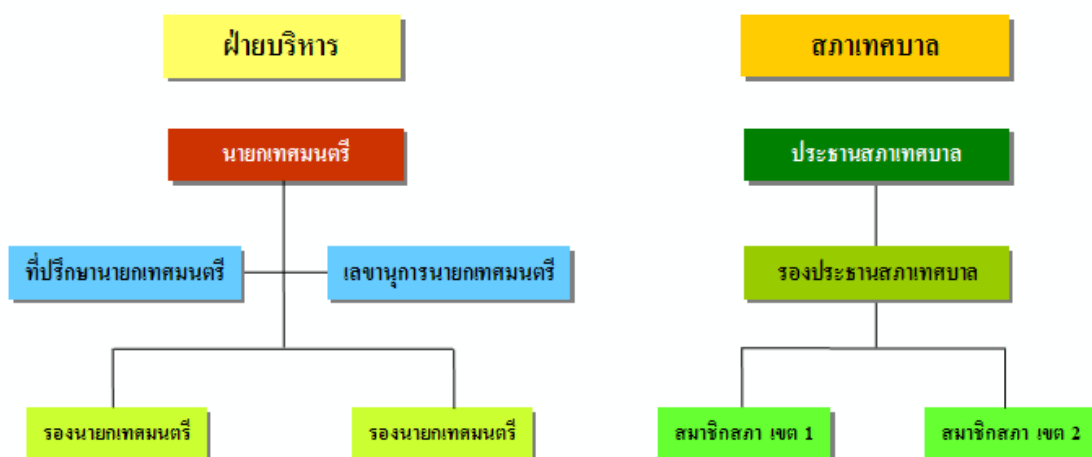 ฝ่ายบริหาร
สภาเทศบาล
นายกเทศมนตรี
ประธานสภาเทศบาล
ที่ปรึกษานายกเทศมนตรี
เลขานุการนายกเทศมนตรี
รองประธานสภาเทศบาล
รองนายกเทศมนตรี
รองนายกเทศมนตรี
สมาชิกสภา เขต 1
สมาชิกสภา เขต 2